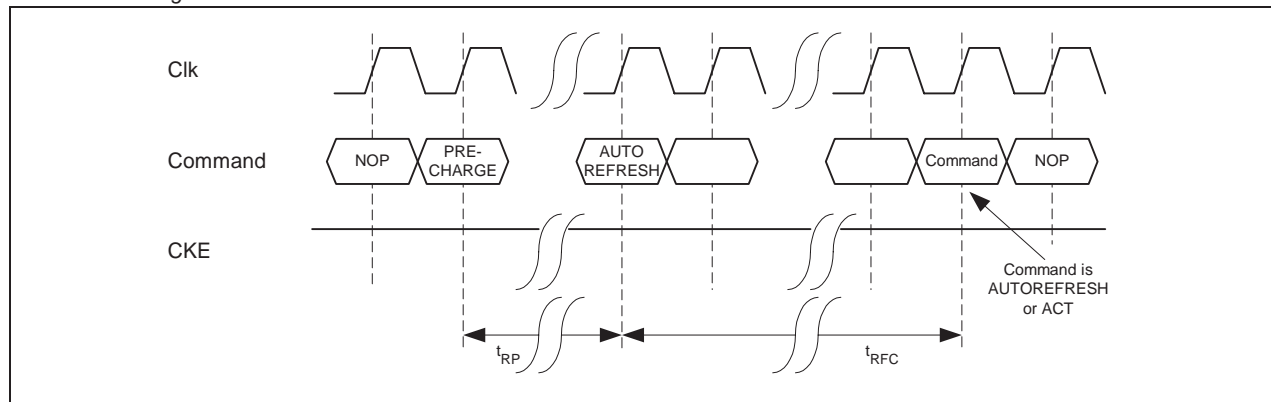 Clk
Command
NOP
PRE-
CHARGE
AUTO
REFRESH
Command
NOP
CKE
Command is
AUTOREFRESH
or ACT
tRP
tRFC